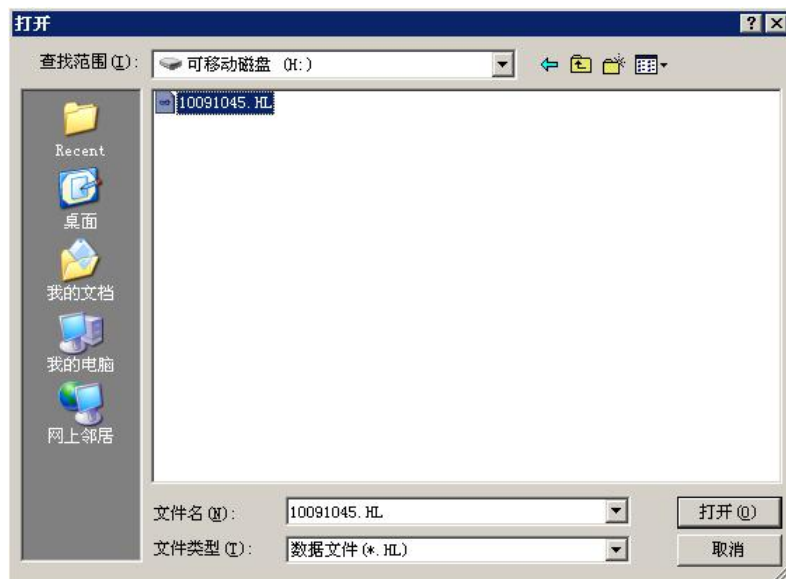 打开
查找范围(I):
可移动磁盘 (H:)
10091045.HL
Recent
桌面
我的文档
我的电脑
网上邻居
文件名(N):
10091045.HL
打开(O)
文件类型(T):
数据文件(*.HL)
取消